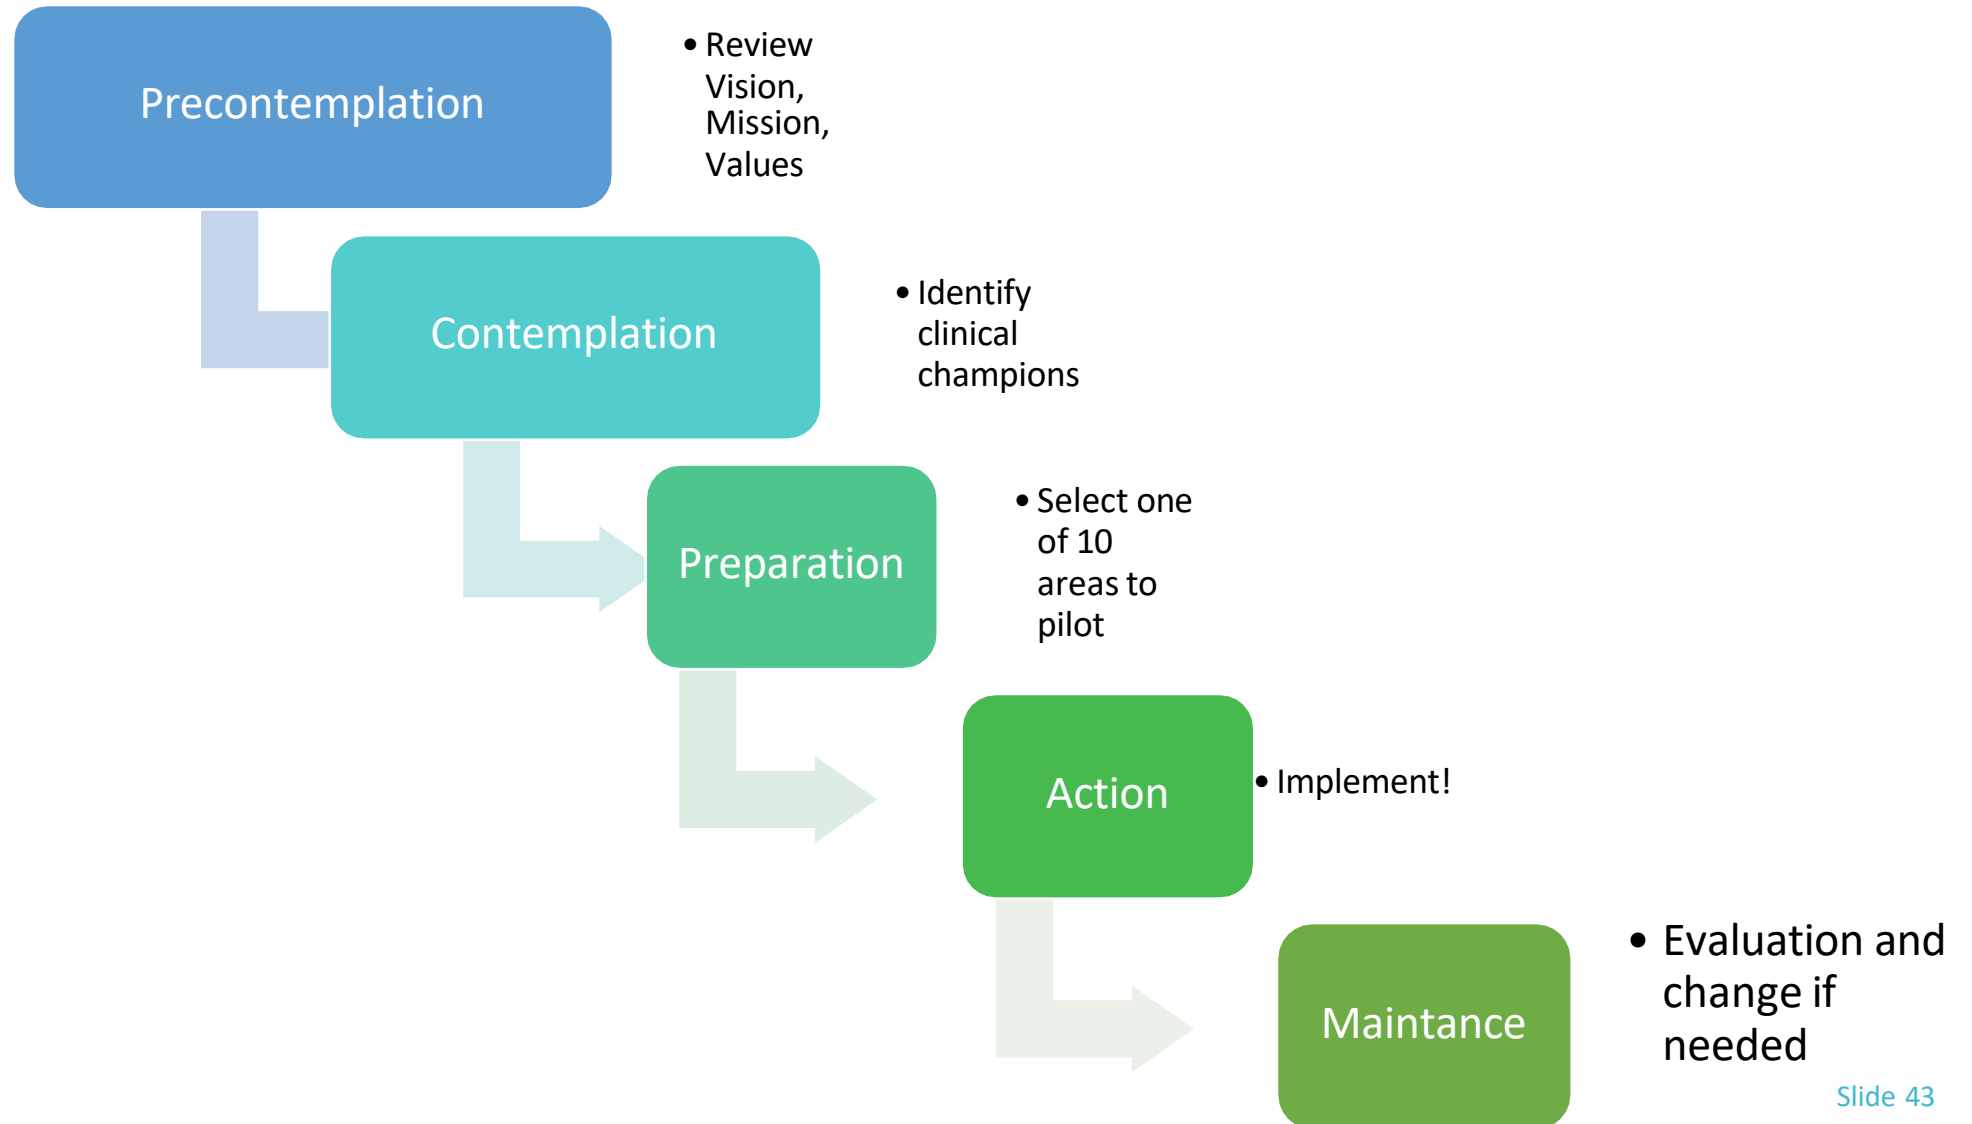 Precontemplation
• Review
Vision,
Mission,
Values
Contemplation
• Identify
clinical
champions
Preparation
• Select one
of 10
areas to
pilot
Action
• Implement!
Maintance
• Evaluation and
change if
needed
Slide 43